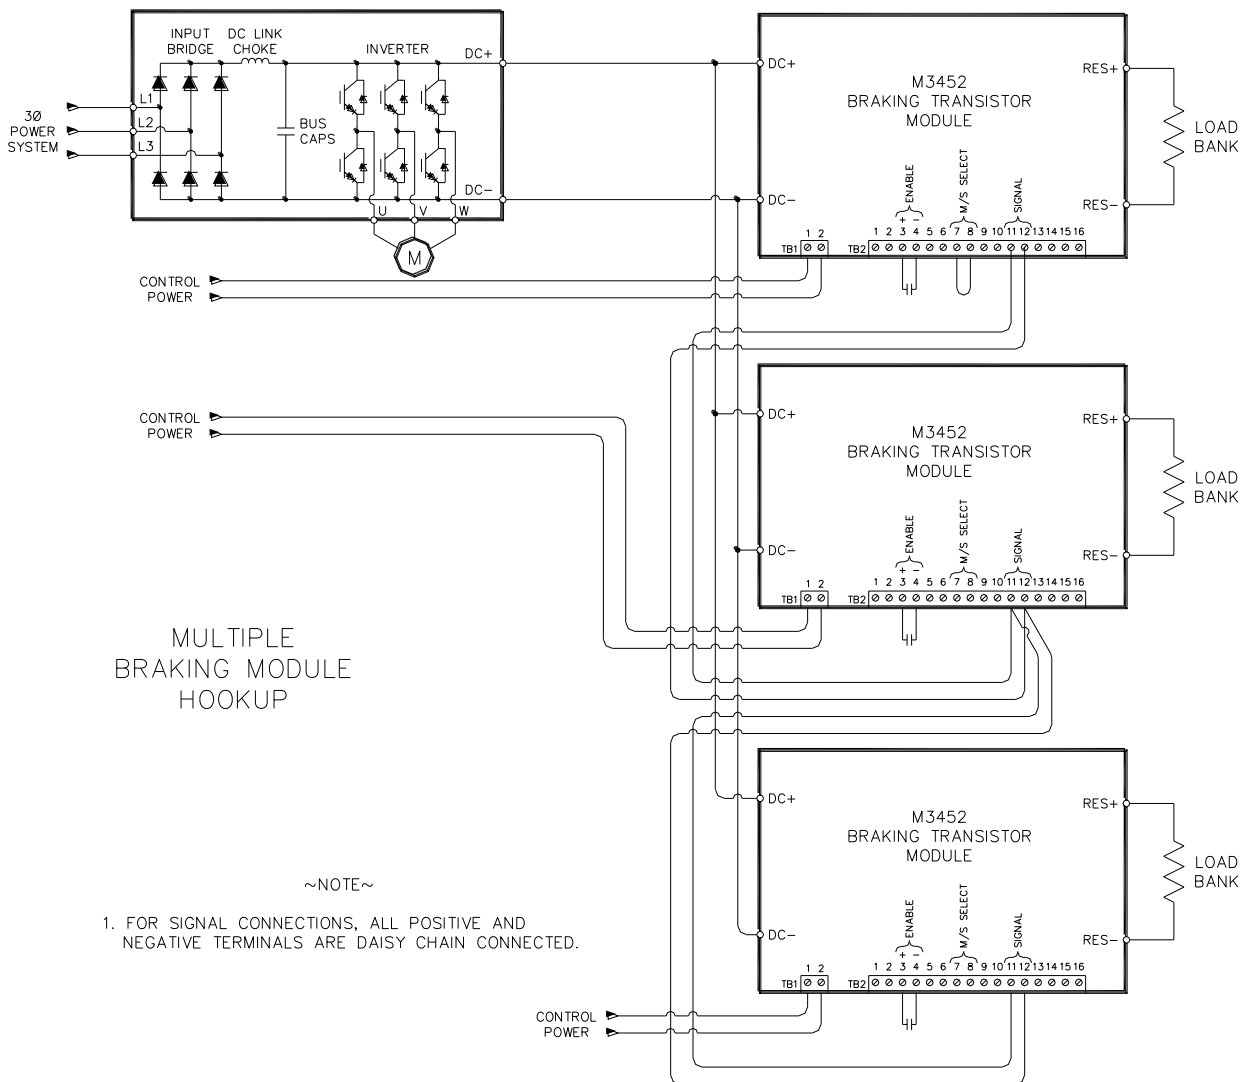 INPUT
BRIDGE
DC LINK
CHOKE
INVERTER
DC+
L1
L2
L3
3Ø
POWER
SYSTEM
BUS
CAPS
DC-
U V W
M
DC+
M3452
BRAKING TRANSISTOR
MODULE
RES+
LOAD
BANK
DC-
RES-
ENABLE
M/S SELECT
SIGNAL
+ -
1 2
TB1
1 2 3 4 5 6 7 8 9 10 11 12 13 14 15 16
TB2
CONTROL
POWER
DC+
M3452
BRAKING TRANSISTOR
MODULE
RES+
LOAD
BANK
DC-
RES-
ENABLE
M/S SELECT
SIGNAL
+ -
1 2
TB1
1 2 3 4 5 6 7 8 9 10 11 12 13 14 15 16
TB2
CONTROL
POWER
MULTIPLE
BRAKING MODULE
HOOKUP
DC+
M3452
BRAKING TRANSISTOR
MODULE
RES+
LOAD
BANK
DC-
RES-
ENABLE
M/S SELECT
SIGNAL
+ -
1 2
TB1
1 2 3 4 5 6 7 8 9 10 11 12 13 14 15 16
TB2
CONTROL
POWER
~NOTE~
1. FOR SIGNAL CONNECTIONS, ALL POSITIVE AND
NEGATIVE TERMINALS ARE DAISY CHAIN CONNECTED.